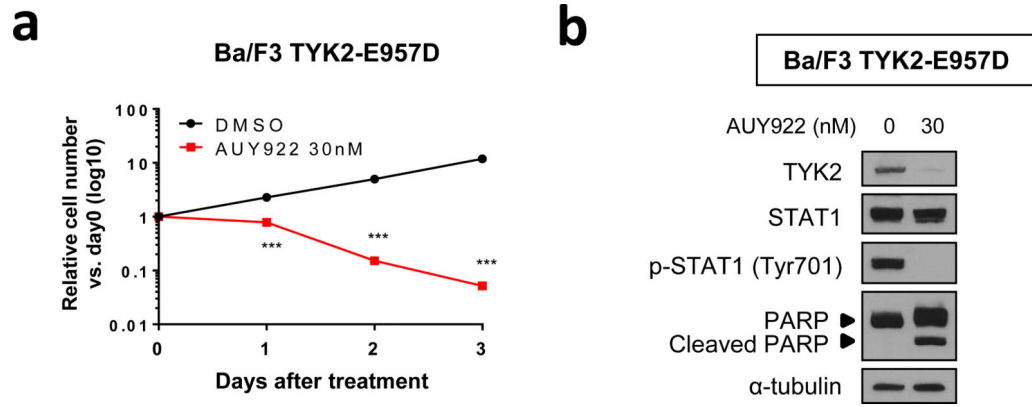 a
Ba/F3 TYK2-E957D
Relative cell number
vs. day0 (log10)
100
10
1
0.1
0.01
DMSO
AUY922 30nM
***
***
***
0
1
2
3
Days after treatment
b
Ba/F3 TYK2-E957D
AUY922 (nM) 0 30
TYK2
STAT1
p-STAT1 (Tyr701)
PARP
Cleaved PARP
α-tubulin